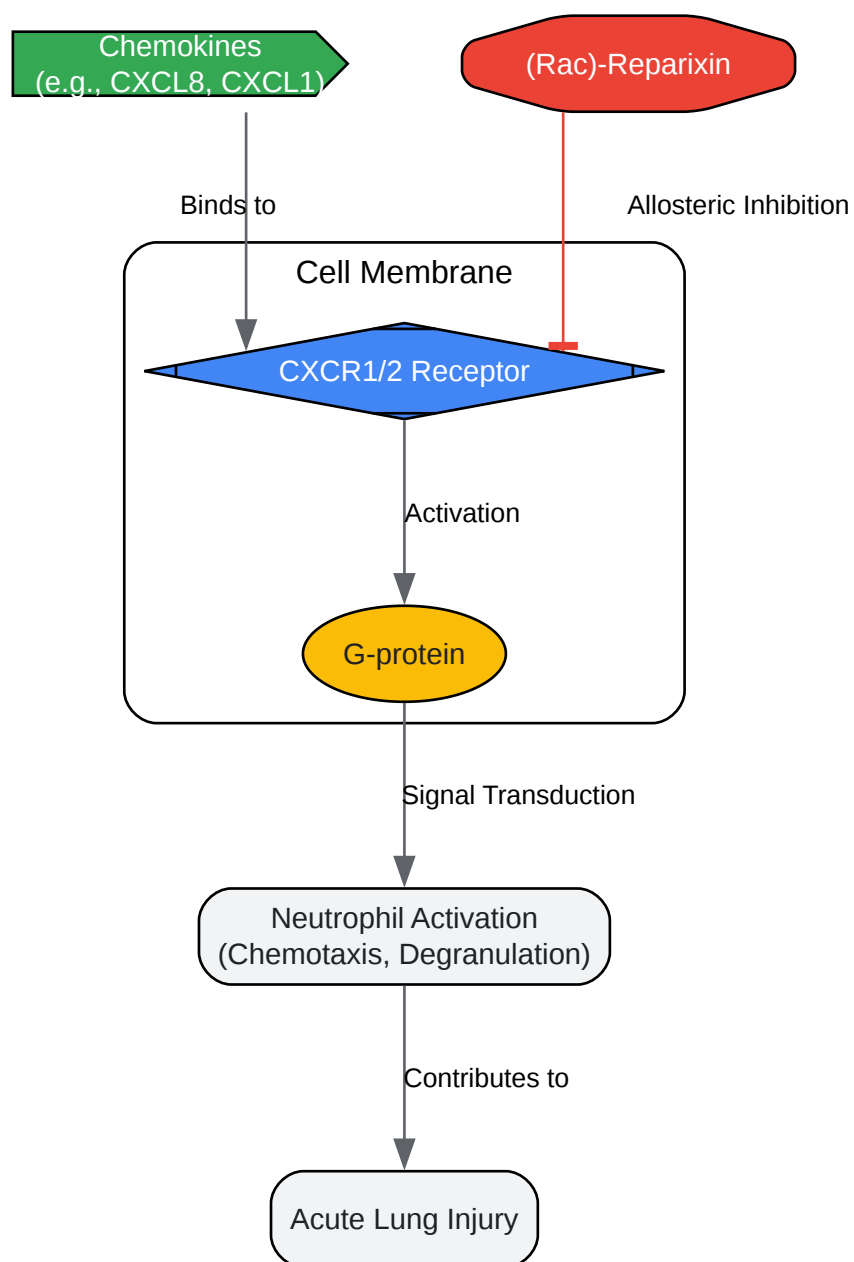 Chemokines
(e.g., CXCL8, CXCL1)
(Rac)-Reparixin
Binds to
Allosteric Inhibition
Cell Membrane
CXCR1/2 Receptor
Activation
G-protein
Signal Transduction
Neutrophil Activation
(Chemotaxis, Degranulation)
Contributes to
Acute Lung Injury